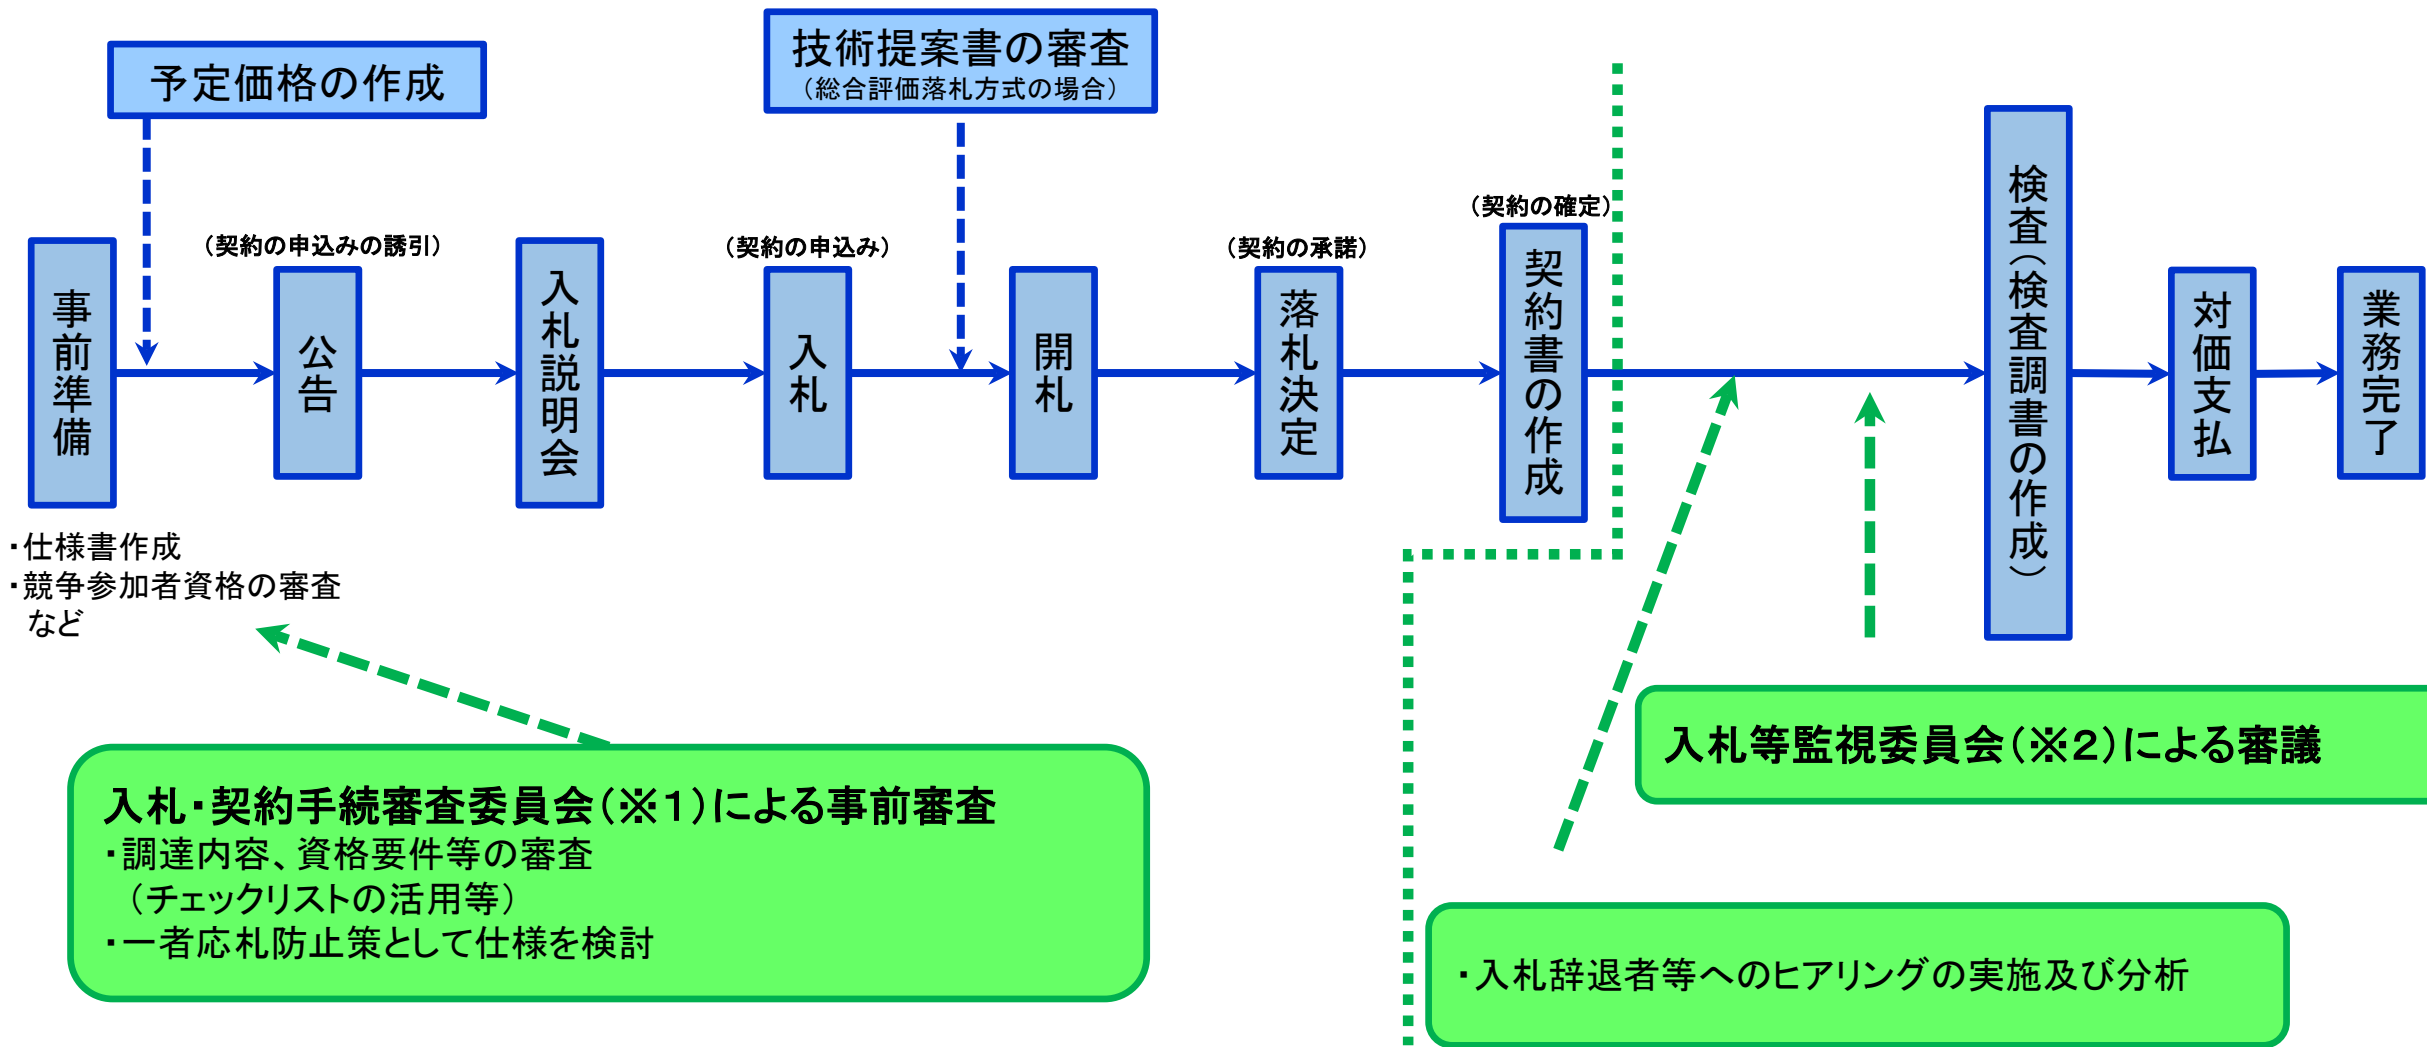 予定価格の作成
技術提案書の審査
（総合評価落札方式の場合）
（契約の申込みの誘引）
（契約の申込み）
（契約の承諾）
（契約の確定）
事前準備
公告
入札説明会
入札
開札
落札決定
契約書の作成
検査（検査調書の作成）
対価支払
業務完了
・仕様書作成
・競争参加者資格の審査
など
入札・契約手続審査委員会（※１）による事前審査
・調達内容、資格要件等の審査
（チェックリストの活用等）
・一者応札防止策として仕様を検討
入札等監視委員会（※２）による審議
・入札辞退者等へのヒアリングの実施及び分析